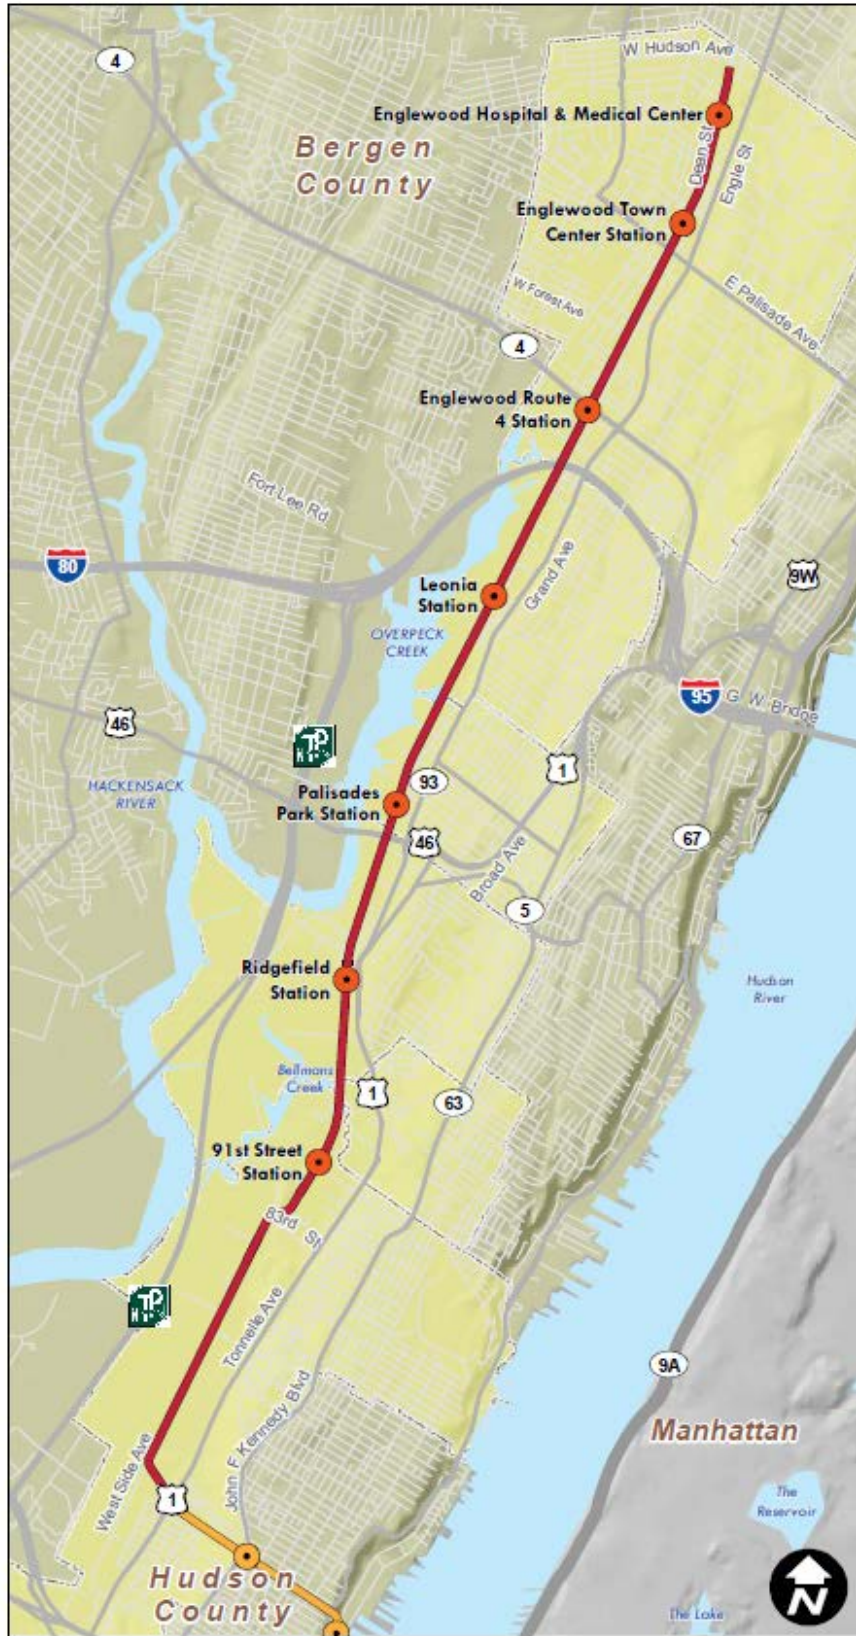 W Hudson Ave
4
Englewood Hospital & Medical Center
Bergen
County
Dean St
Engle St
Englewood Town
Center Station
E Palisade Ave
W Forest Ave
4
Englewood Route
4 Station
Fort Lee Rd
80
9W
Leonia
Station
Grand Ave
OVERPECK
CREEK
95
G W Bridge
46
HACKENSACK
RIVER
TP
1
93
Palisades
Park Station
46
67
Broad Ave
5
Ridgefield
Station
Hudson
River
Bellmans
Creek
1
63
91st Street
Station
83rd St
TP
Tonnelle Ave
9A
John F Kennedy Blvd
Manhattan
West Side Ave
1
The
Reservoir
Hudson
County
N
The Lake